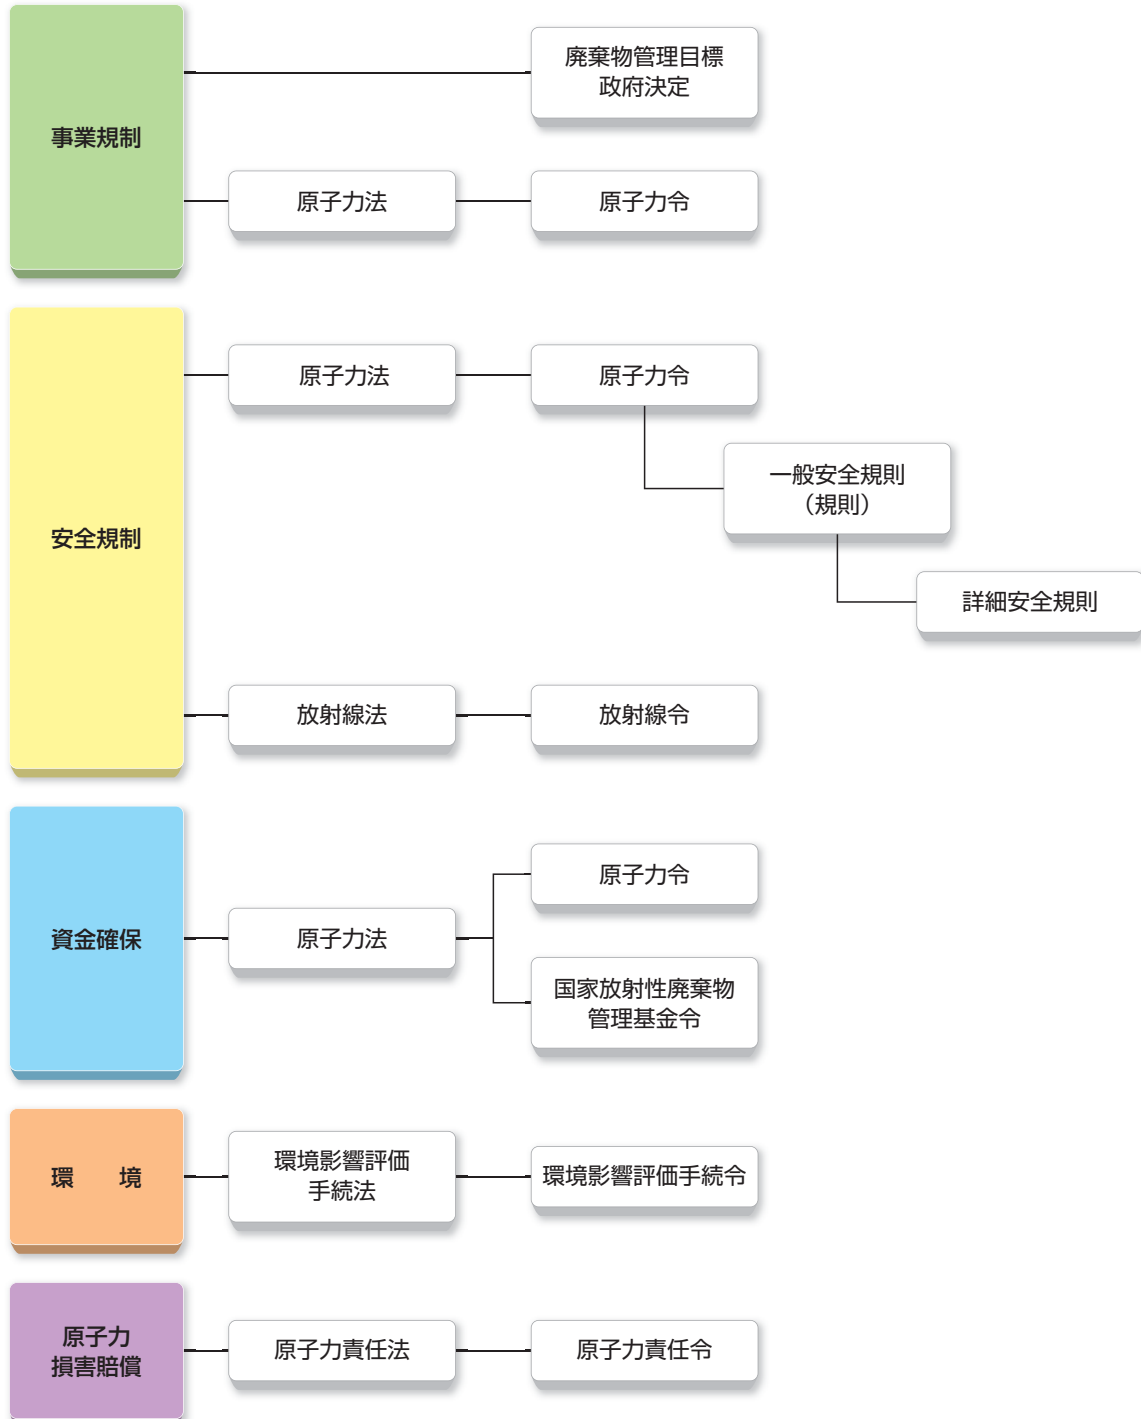 事業規制
廃棄物管理目標
政府決定
原子力法
原子力令
安全規制
原子力法
原子力令
一般安全規則
（規則）
詳細安全規則
放射線法
放射線令
資金確保
原子力法
原子力令
国家放射性廃棄物
管理基金令
環　　境
環境影響評価
手続法
環境影響評価手続令
原子力
損害賠償
原子力責任法
原子力責任令